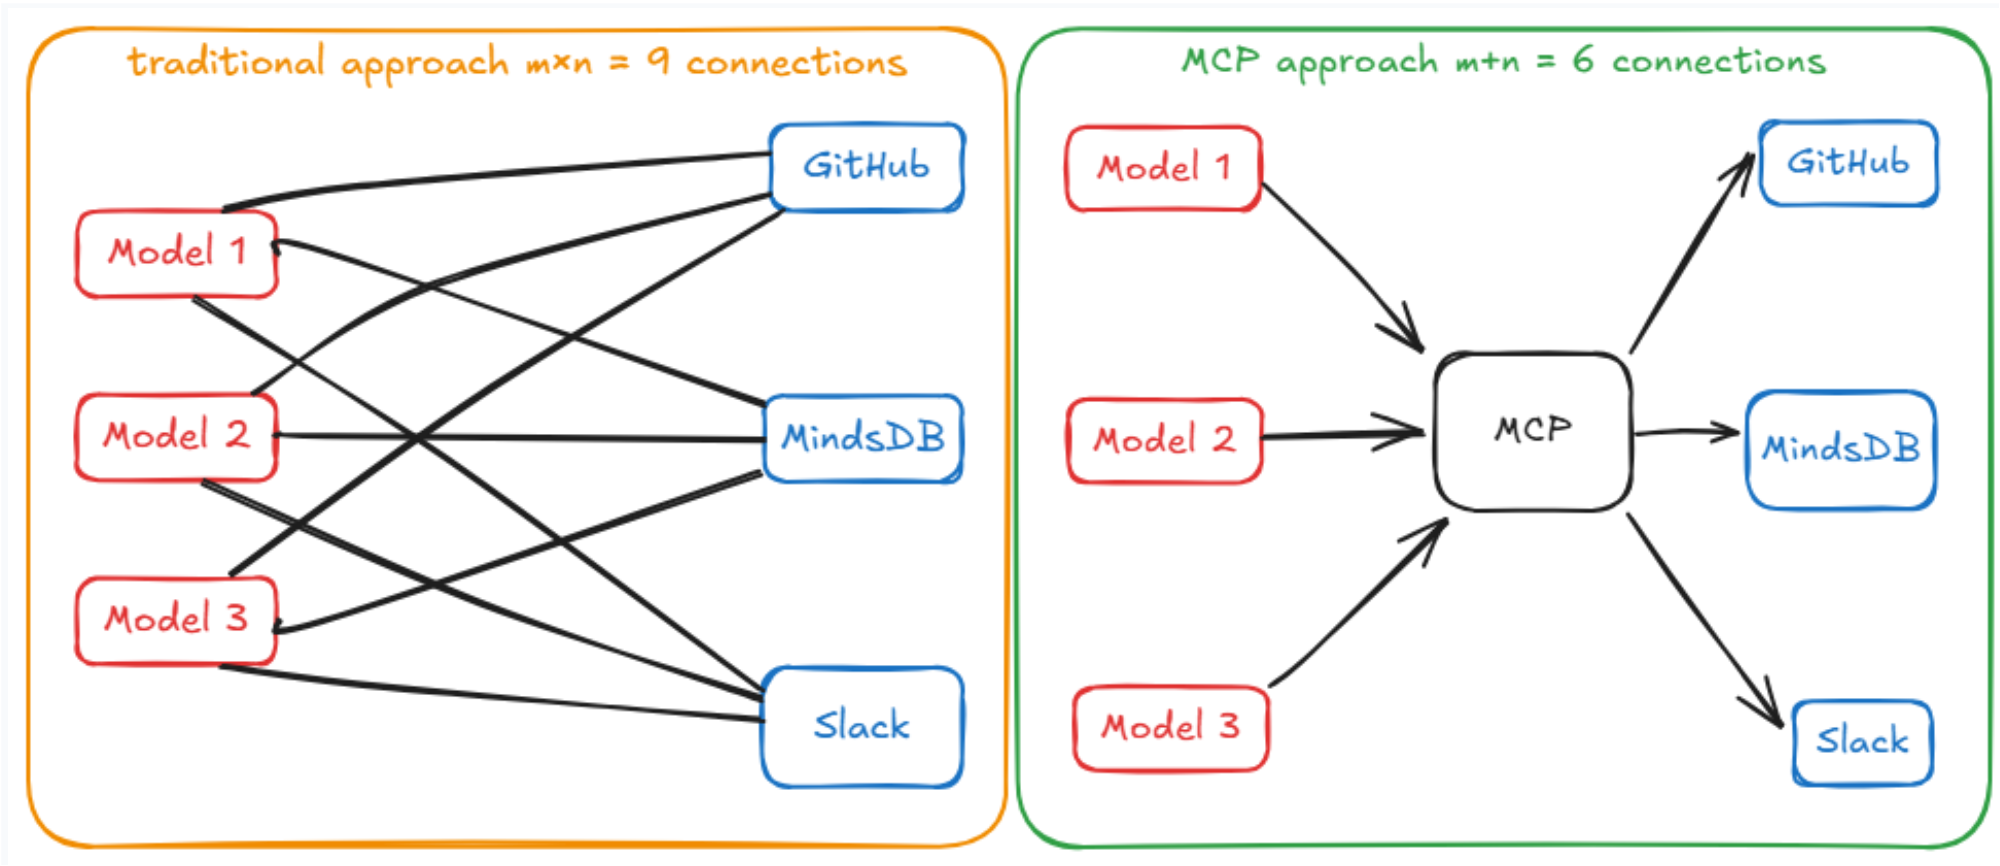 traditional approach m×n = 9 connections
Model 1
Model 2
Model 3
GitHub
MindsDB
Slack
MCP approach m+n = 6 connections
Model 1
Model 2
Model 3
MCP
GitHub
MindsDB
Slack